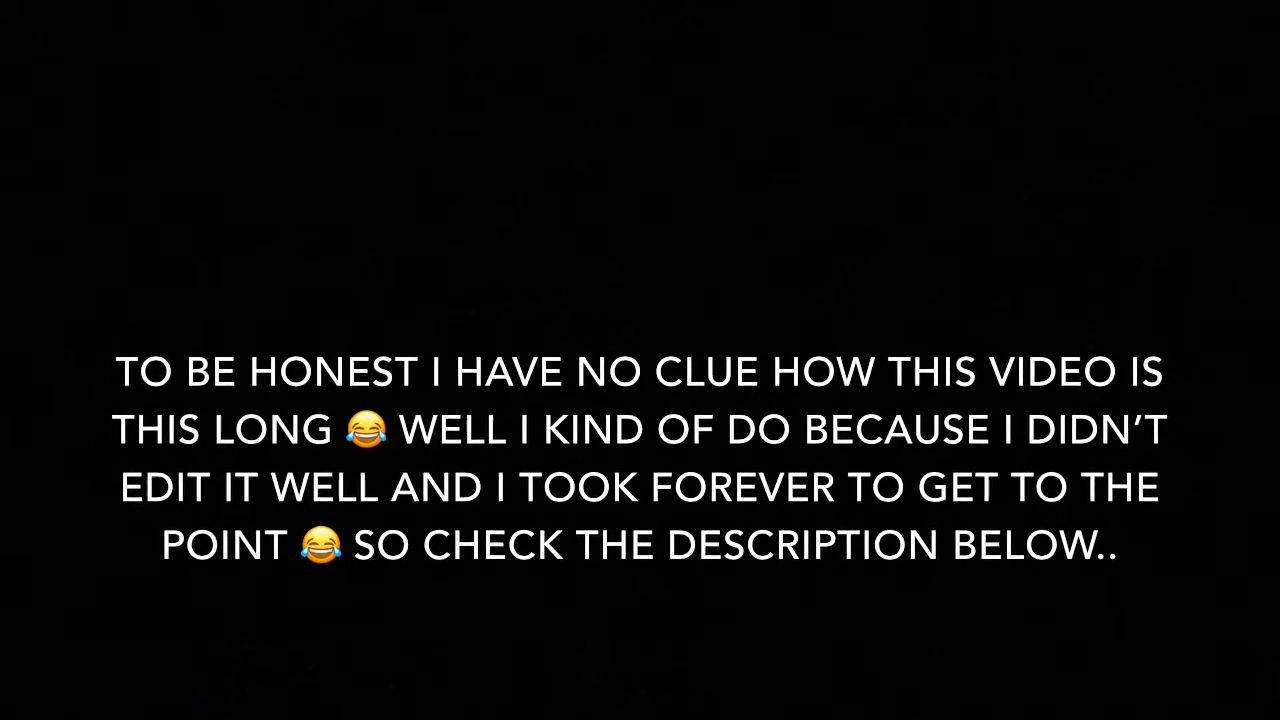 TO BE HONEST I HAVE NO CLUE HOW THIS VIDEO IS
THIS LONG 😂 WELL I KIND OF DO BECAUSE I DIDN’T
EDIT IT WELL AND I TOOK FOREVER TO GET TO THE
POINT 😂 SO CHECK THE DESCRIPTION BELOW..